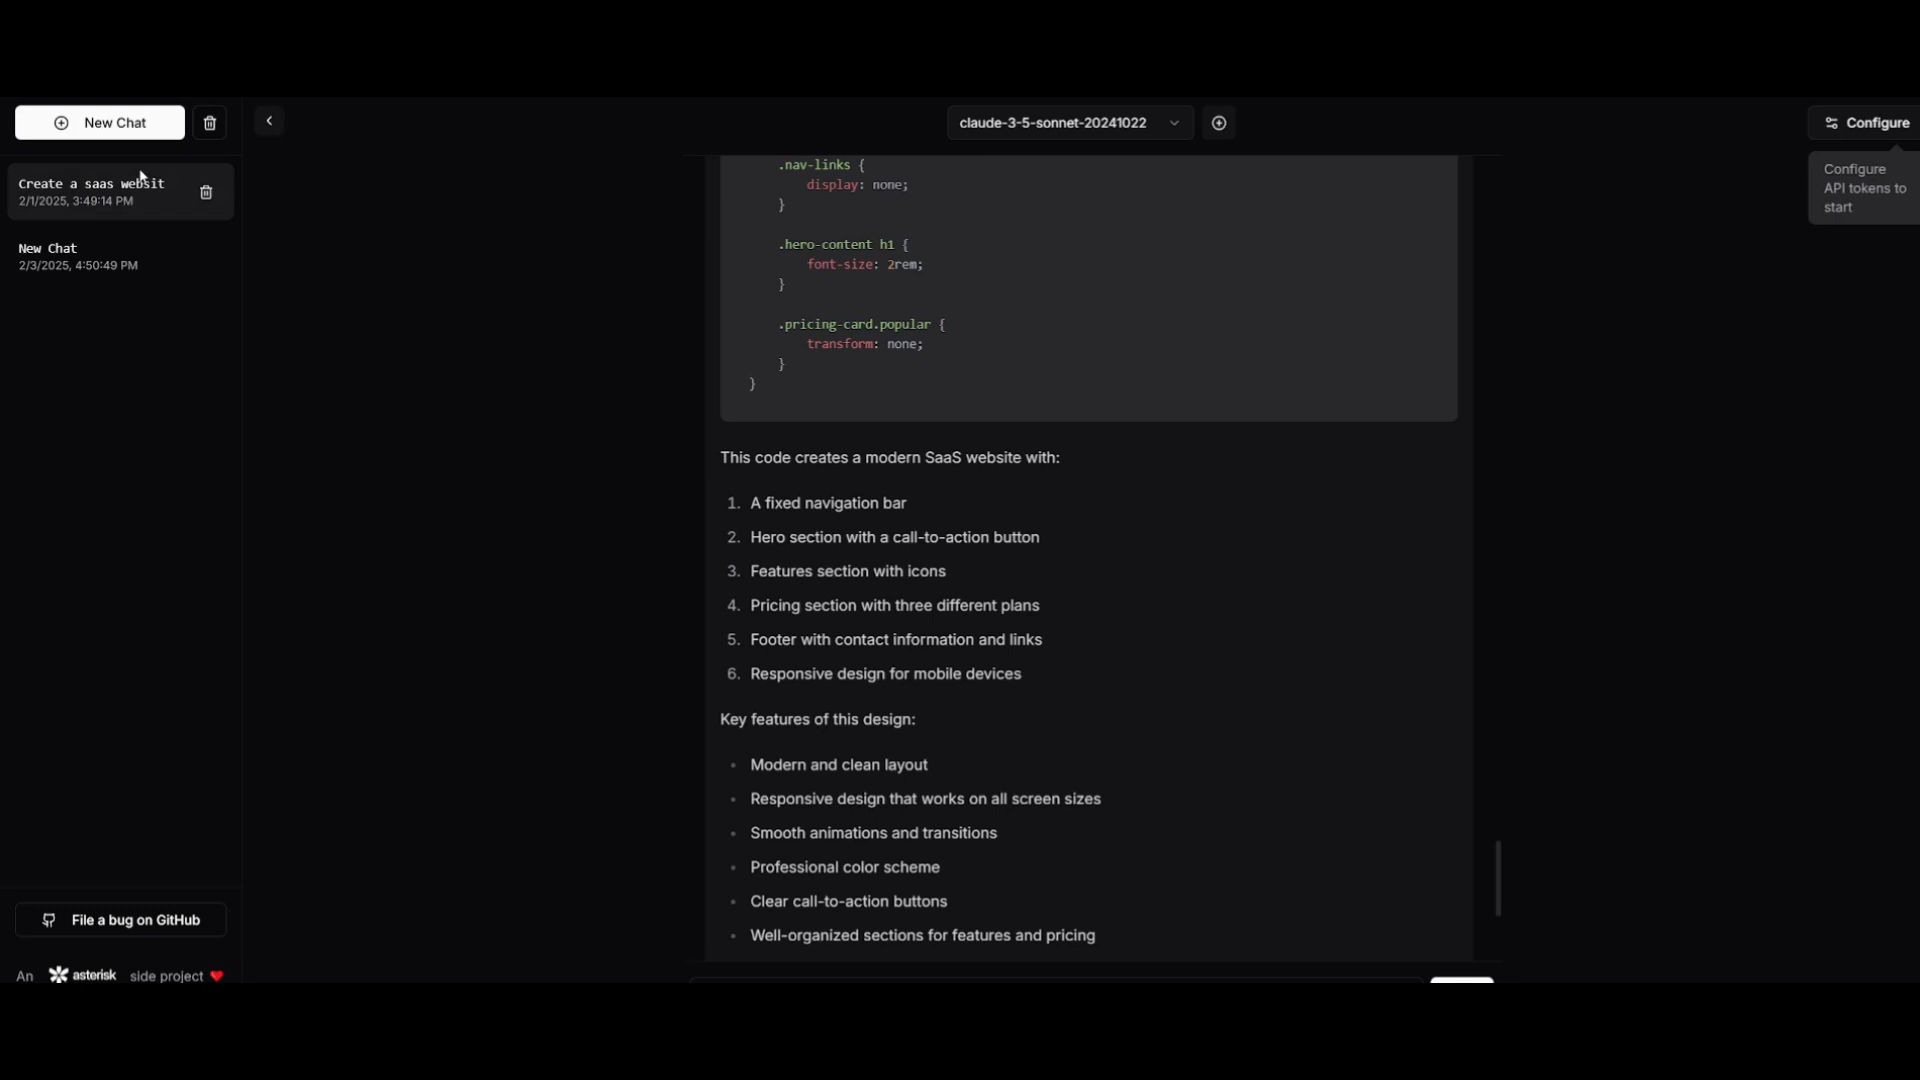 New Chat
claude-3-5-sonnet-20241022
Configure
Configure
API tokens to
start
Create a saas websit
2/1/2025, 3:49:14 PM
New Chat
2/3/2025, 4:50:49 PM
.nav-links {
display: none;
}
.hero-content h1 {
font-size: 2rem;
}
.pricing-card.popular {
transform: none;
}
}
This code creates a modern SaaS website with:
1. A fixed navigation bar
2. Hero section with a call-to-action button
3. Features section with icons
4. Pricing section with three different plans
5. Footer with contact information and links
6. Responsive design for mobile devices
Key features of this design:
• Modern and clean layout
• Responsive design that works on all screen sizes
• Smooth animations and transitions
• Professional color scheme
• Clear call-to-action buttons
• Well-organized sections for features and pricing
File a bug on GitHub
An asterisk side project